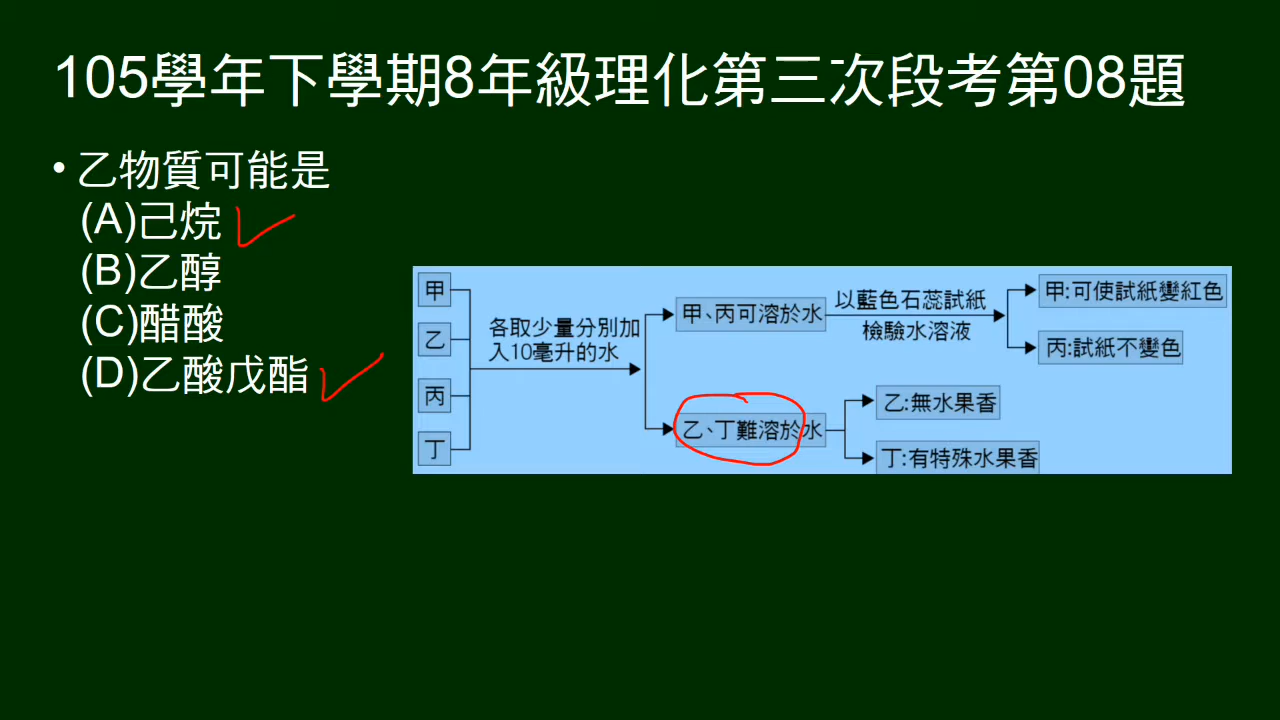 105學年下學期8年級理化第三次段考第08題
• 乙物質可能是
(A)己烷
(B)乙醇
(C)醋酸
(D)乙酸戊酯
甲
乙
丙
丁
各取少量分別加
入10毫升的水
甲、丙可溶於水
乙、丁難溶於水
以藍色石蕊試紙
檢驗水溶液
甲:可使試紙變紅色
丙:試紙不變色
乙:無水果香
丁:有特殊水果香